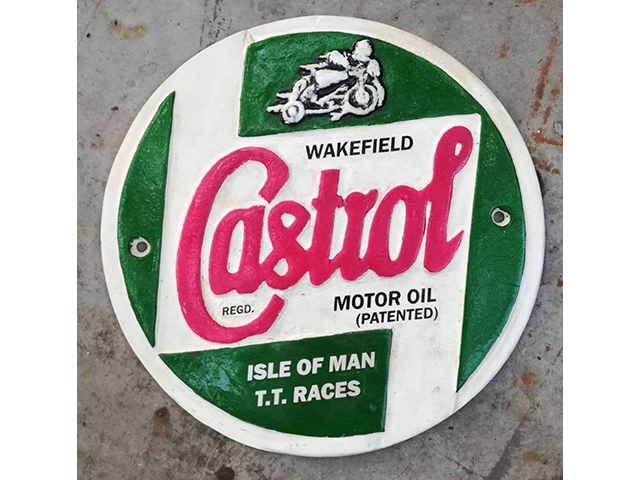 WAKEFIELD
Castrol
REGD.
MOTOR OIL
(PATENTED)
ISLE OF MAN
T.T. RACES